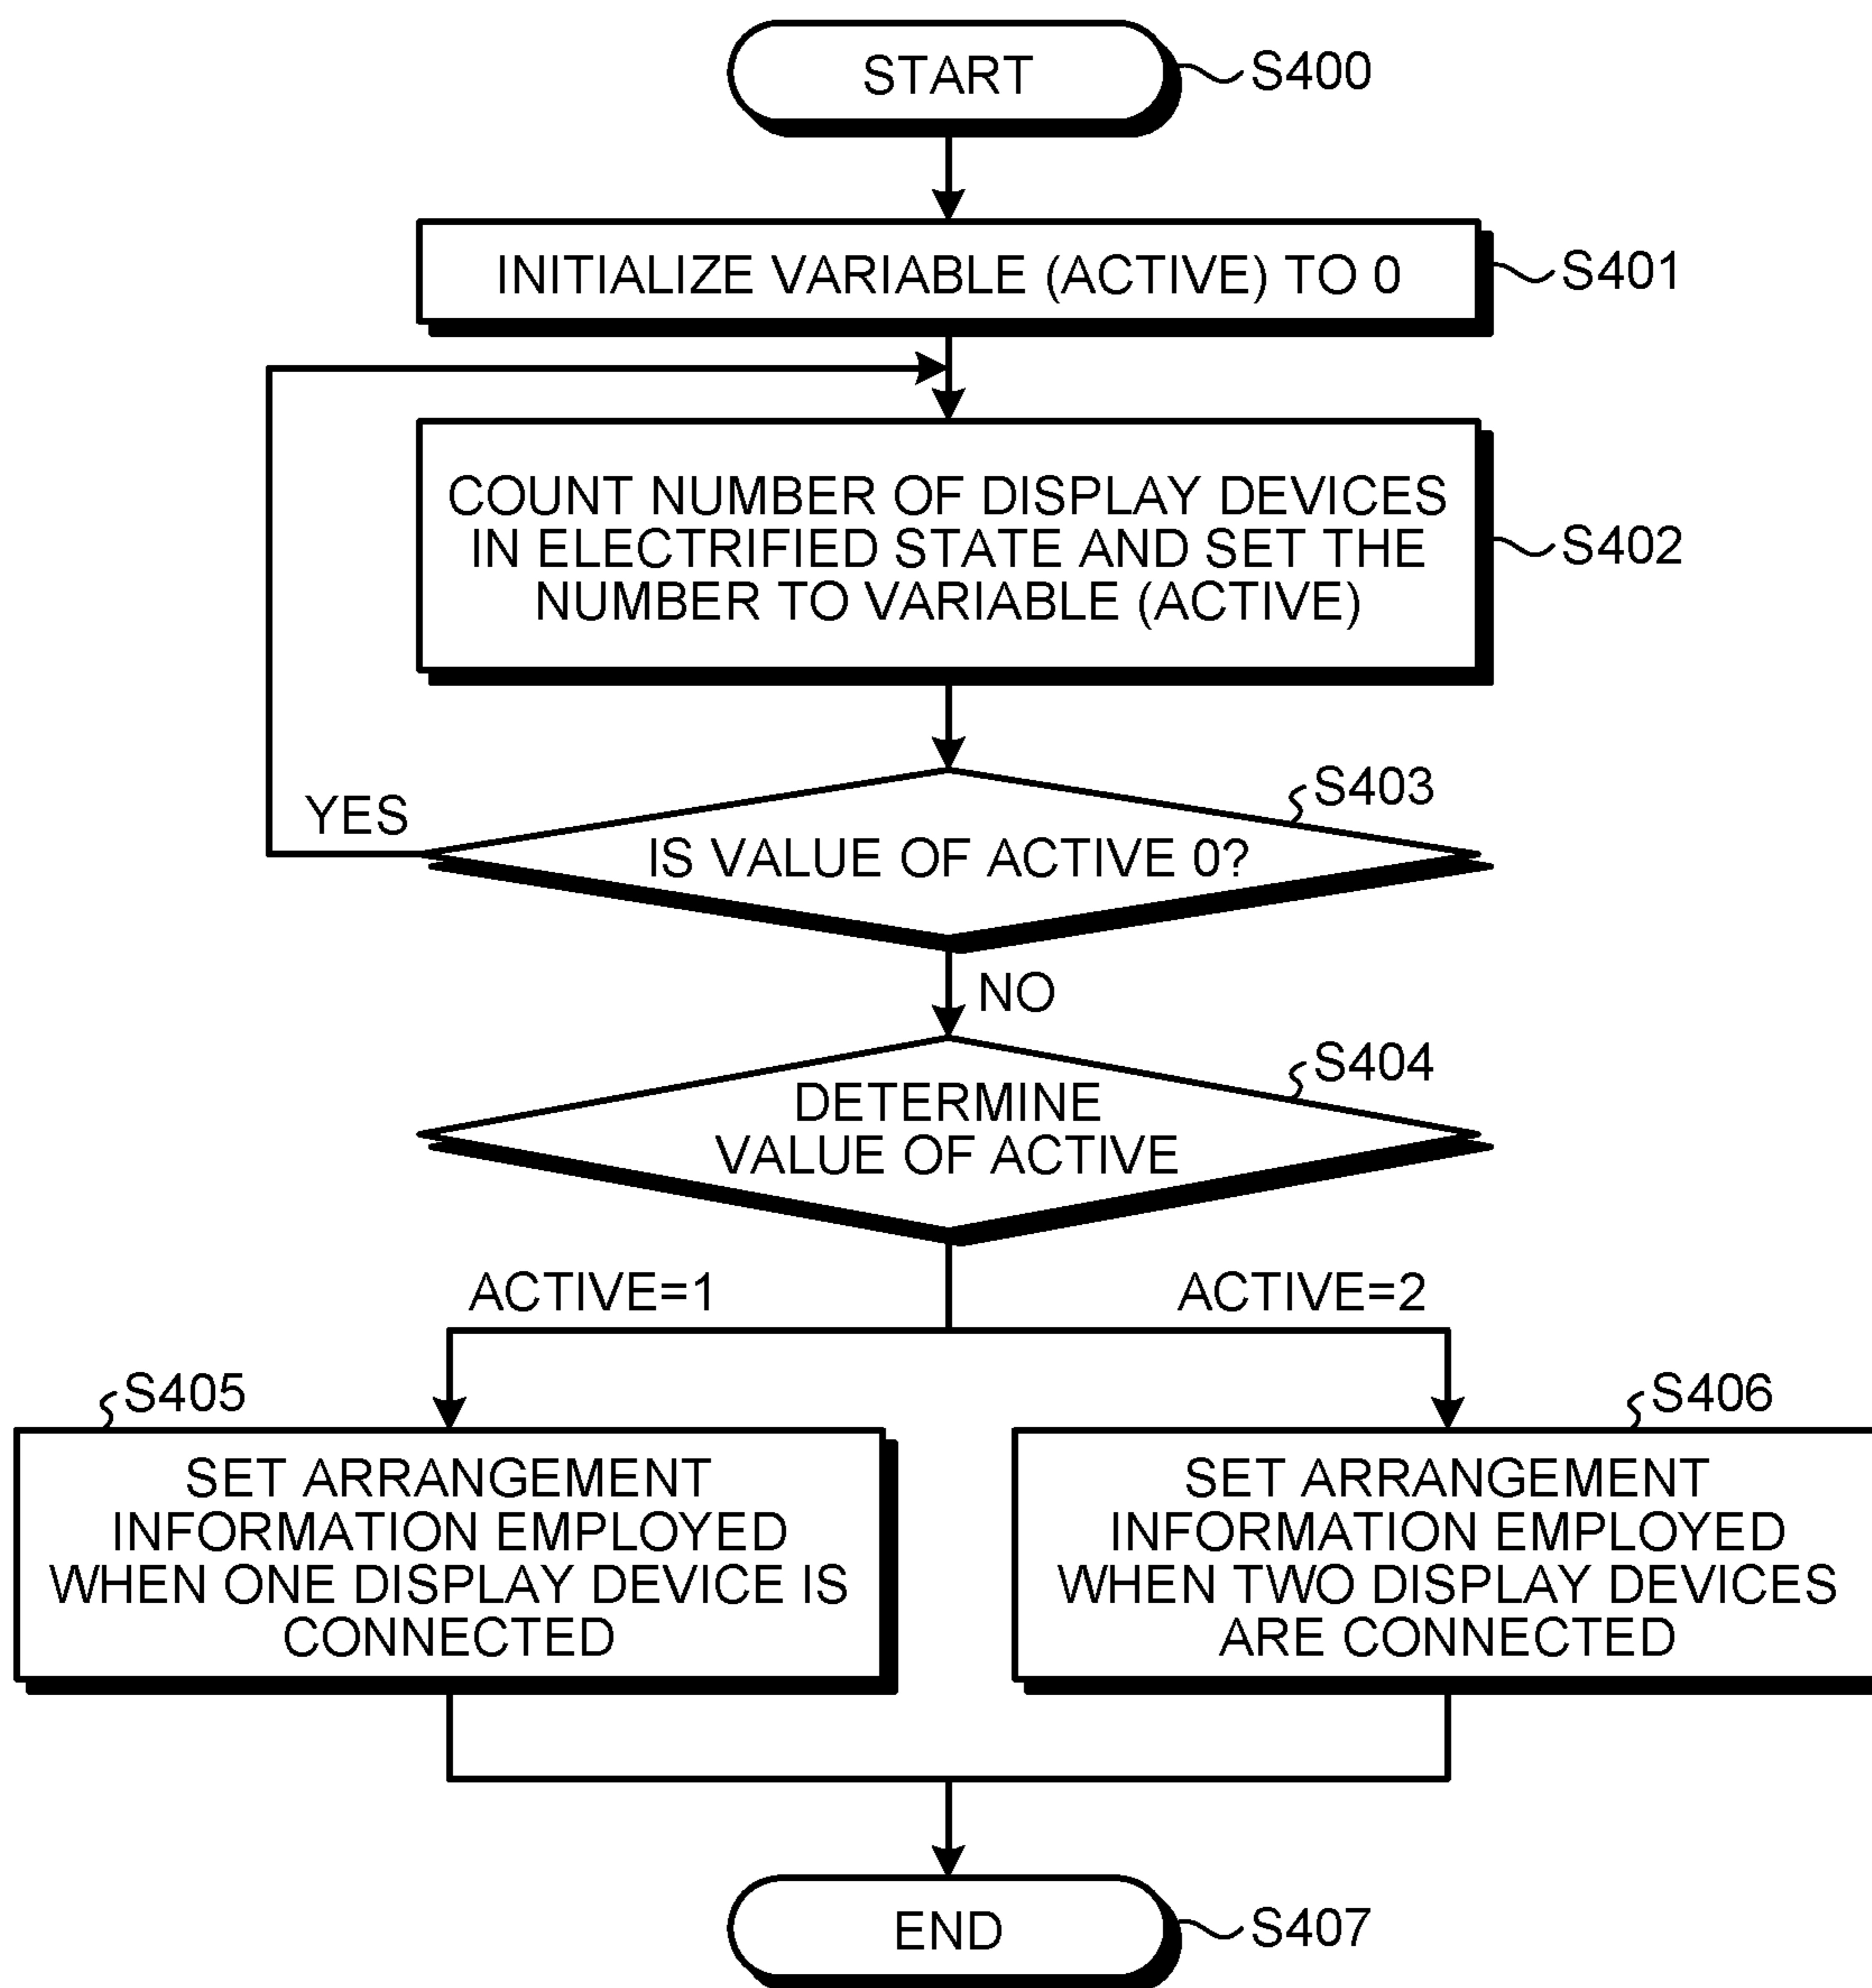 START
S400
INITIALIZE VARIABLE (ACTIVE) TO 0
S401
COUNT NUMBER OF DISPLAY DEVICES
IN ELECTRIFIED STATE AND SET THE
NUMBER TO VARIABLE (ACTIVE)
S402
S403
YES
IS VALUE OF ACTIVE 0?
NO
S404
DETERMINE
VALUE OF ACTIVE
ACTIVE=1
ACTIVE=2
S405
SET ARRANGEMENT
INFORMATION EMPLOYED
WHEN ONE DISPLAY DEVICE IS
CONNECTED
S406
SET ARRANGEMENT
INFORMATION EMPLOYED
WHEN TWO DISPLAY DEVICES
ARE CONNECTED
END
S407